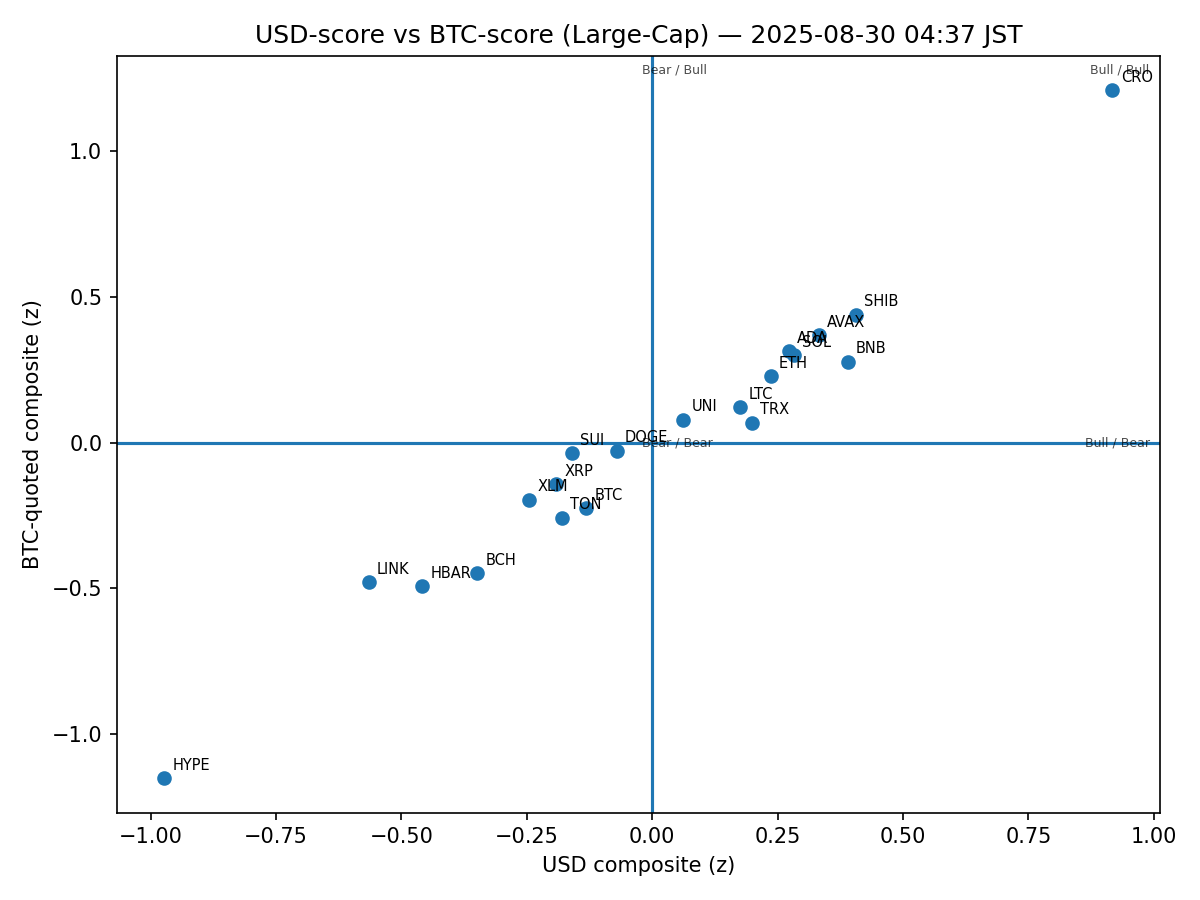 USD-score vs BTC-score (Large-Cap) — 2025-08-30 04:37 JST
Bear / Bull
Bull / Bull
CRO
1.0
SHIB
0.5
AVAX
ADA
SOL
BNB
ETH
LTC
UNI
TRX
DOGE
SUI
0.0
Bear / Bear
Bull / Bear
XRP
XLM
BTC
TON
BCH
LINK
HBAR
−0.5
−1.0
HYPE
BTC-quoted composite (z)
−1.00
−0.75
−0.50
−0.25
0.00
0.25
0.50
0.75
1.00
USD composite (z)